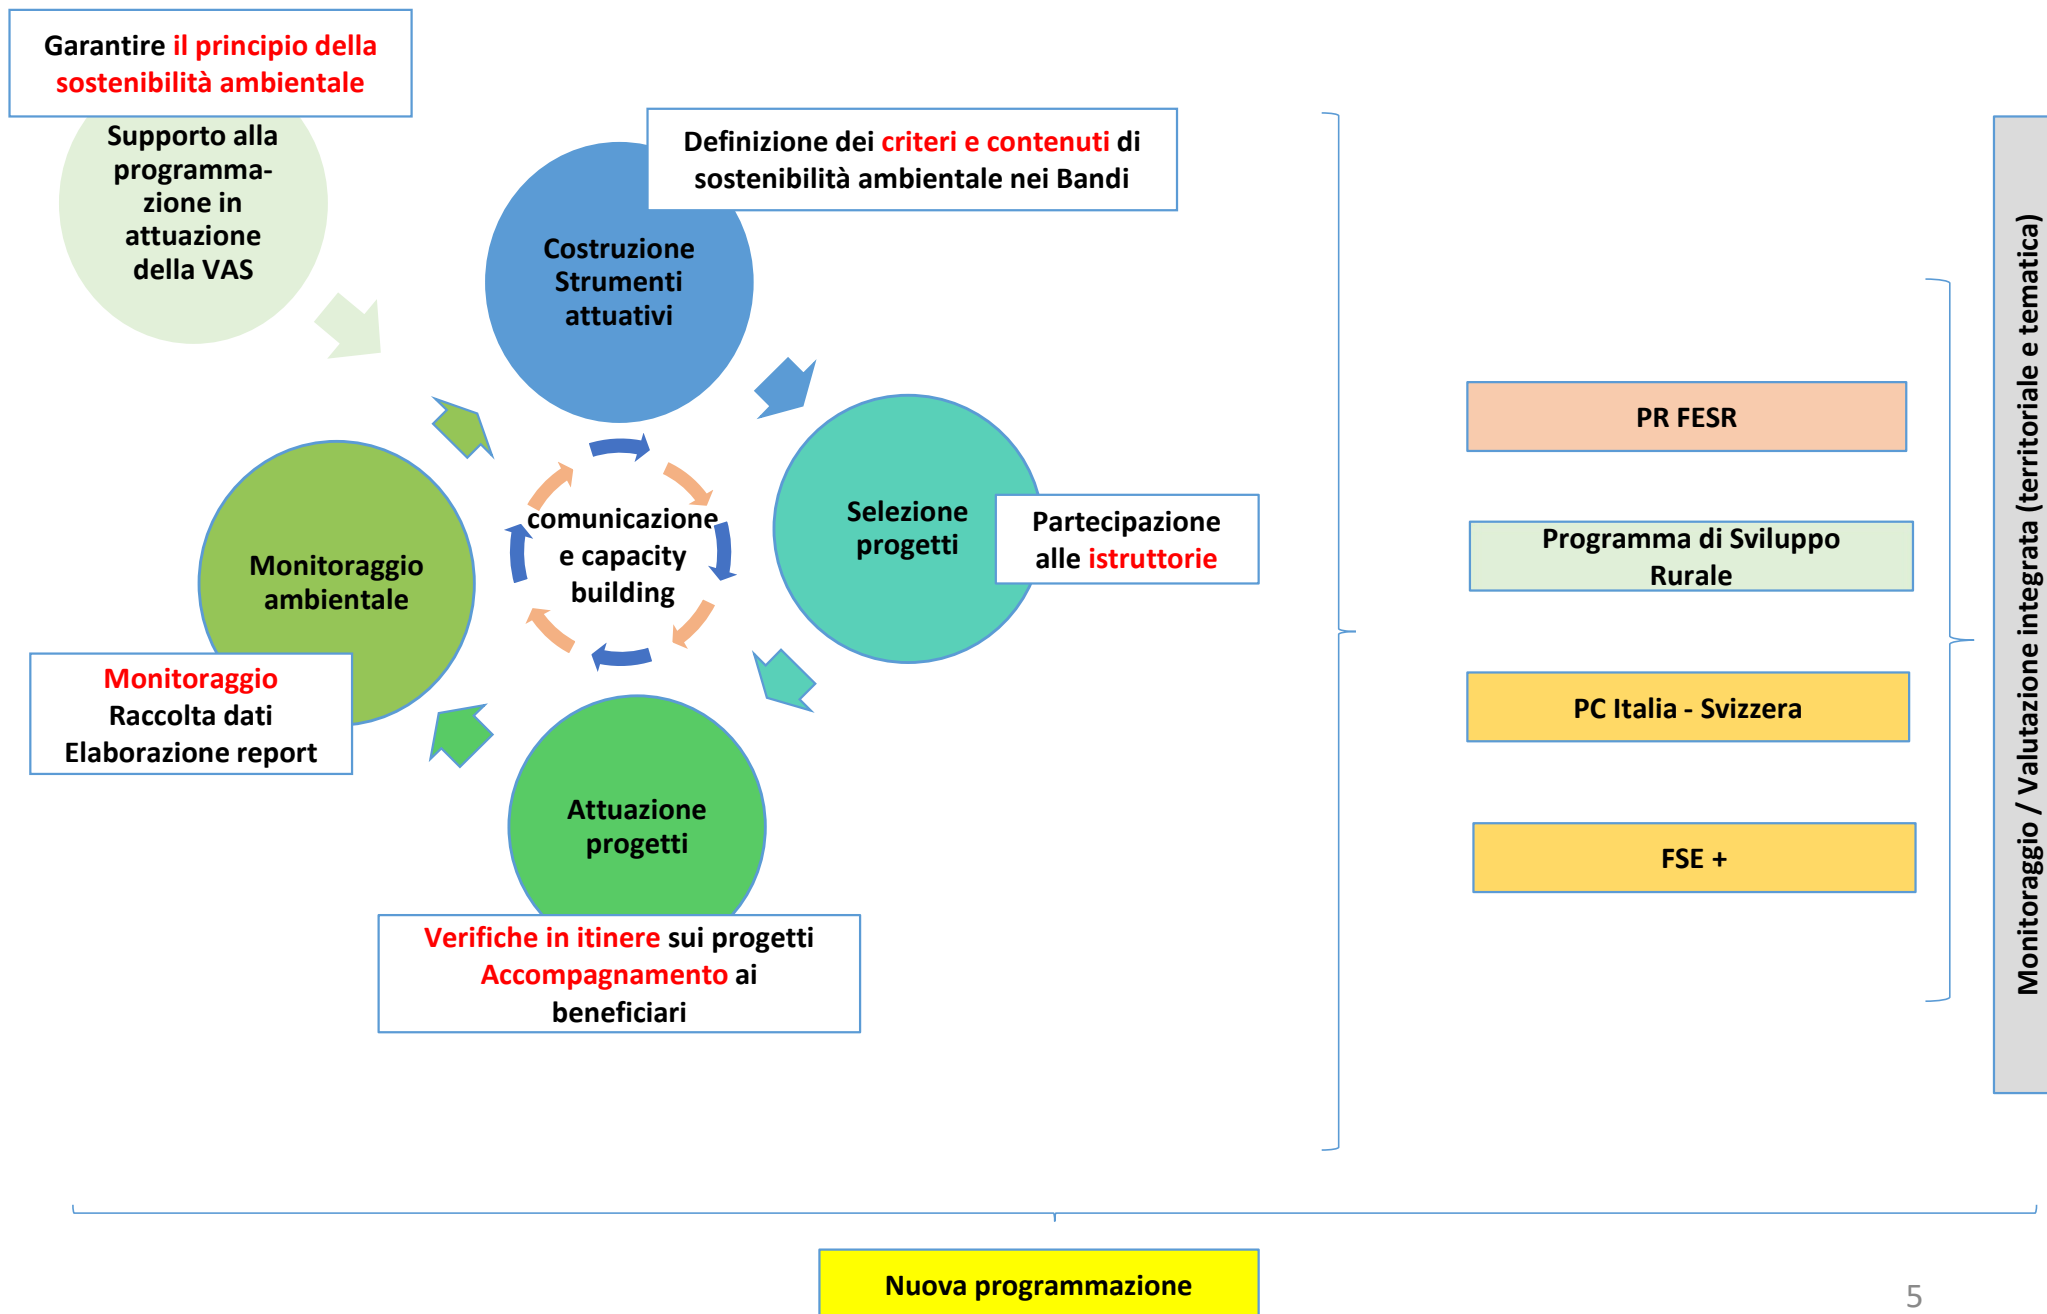 Garantire il principio della
sostenibilità ambientale
Supporto alla
programma-
zione in
attuazione
della VAS
Definizione dei criteri e contenuti di
sostenibilità ambientale nei Bandi
Costruzione
Strumenti
attuativi
Selezione
progetti
Partecipazione
alle istruttorie
comunicazione
e capacity
building
Monitoraggio
ambientale
Monitoraggio
Raccolta dati
Elaborazione report
Attuazione
progetti
Verifiche in itinere sui progetti
Accompagnamento ai
beneficiari
PR FESR
Programma di Sviluppo
Rurale
PC Italia - Svizzera
FSE +
Monitoraggio / Valutazione integrata (territoriale e tematica)
Nuova programmazione
5